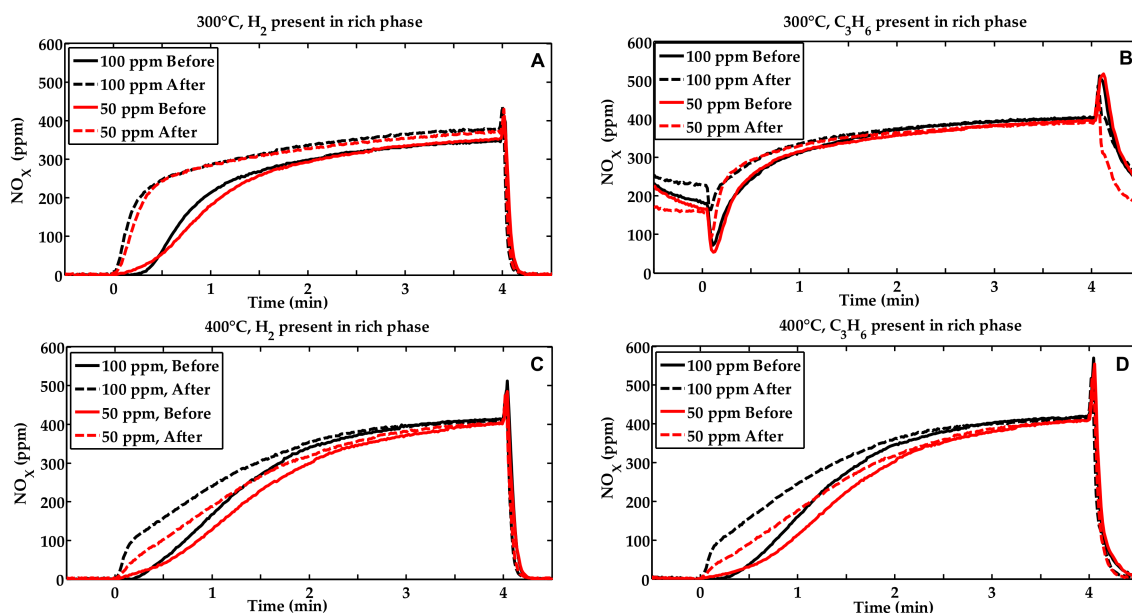 300°C, H2 present in rich phase
600
500
400
300
200
100
0
NOX (ppm)
100 ppm Before
100 ppm After
50 ppm Before
50 ppm After
A
0 1 2 3 4
Time (min)
300°C, C3H6 present in rich phase
600
500
400
300
200
100
0
NOX (ppm)
100 ppm Before
100 ppm After
50 ppm Before
50 ppm After
B
0 1 2 3 4
Time (min)
400°C, H2 present in rich phase
600
500
400
300
200
100
0
NOX (ppm)
100 ppm, Before
100 ppm, After
50 ppm, Before
50 ppm, After
C
0 1 2 3 4
Time (min)
400°C, C3H6 present in rich phase
600
500
400
300
200
100
0
NOX (ppm)
100 ppm Before
100 ppm After
50 ppm Before
50 ppm After
D
0 1 2 3 4
Time (min)